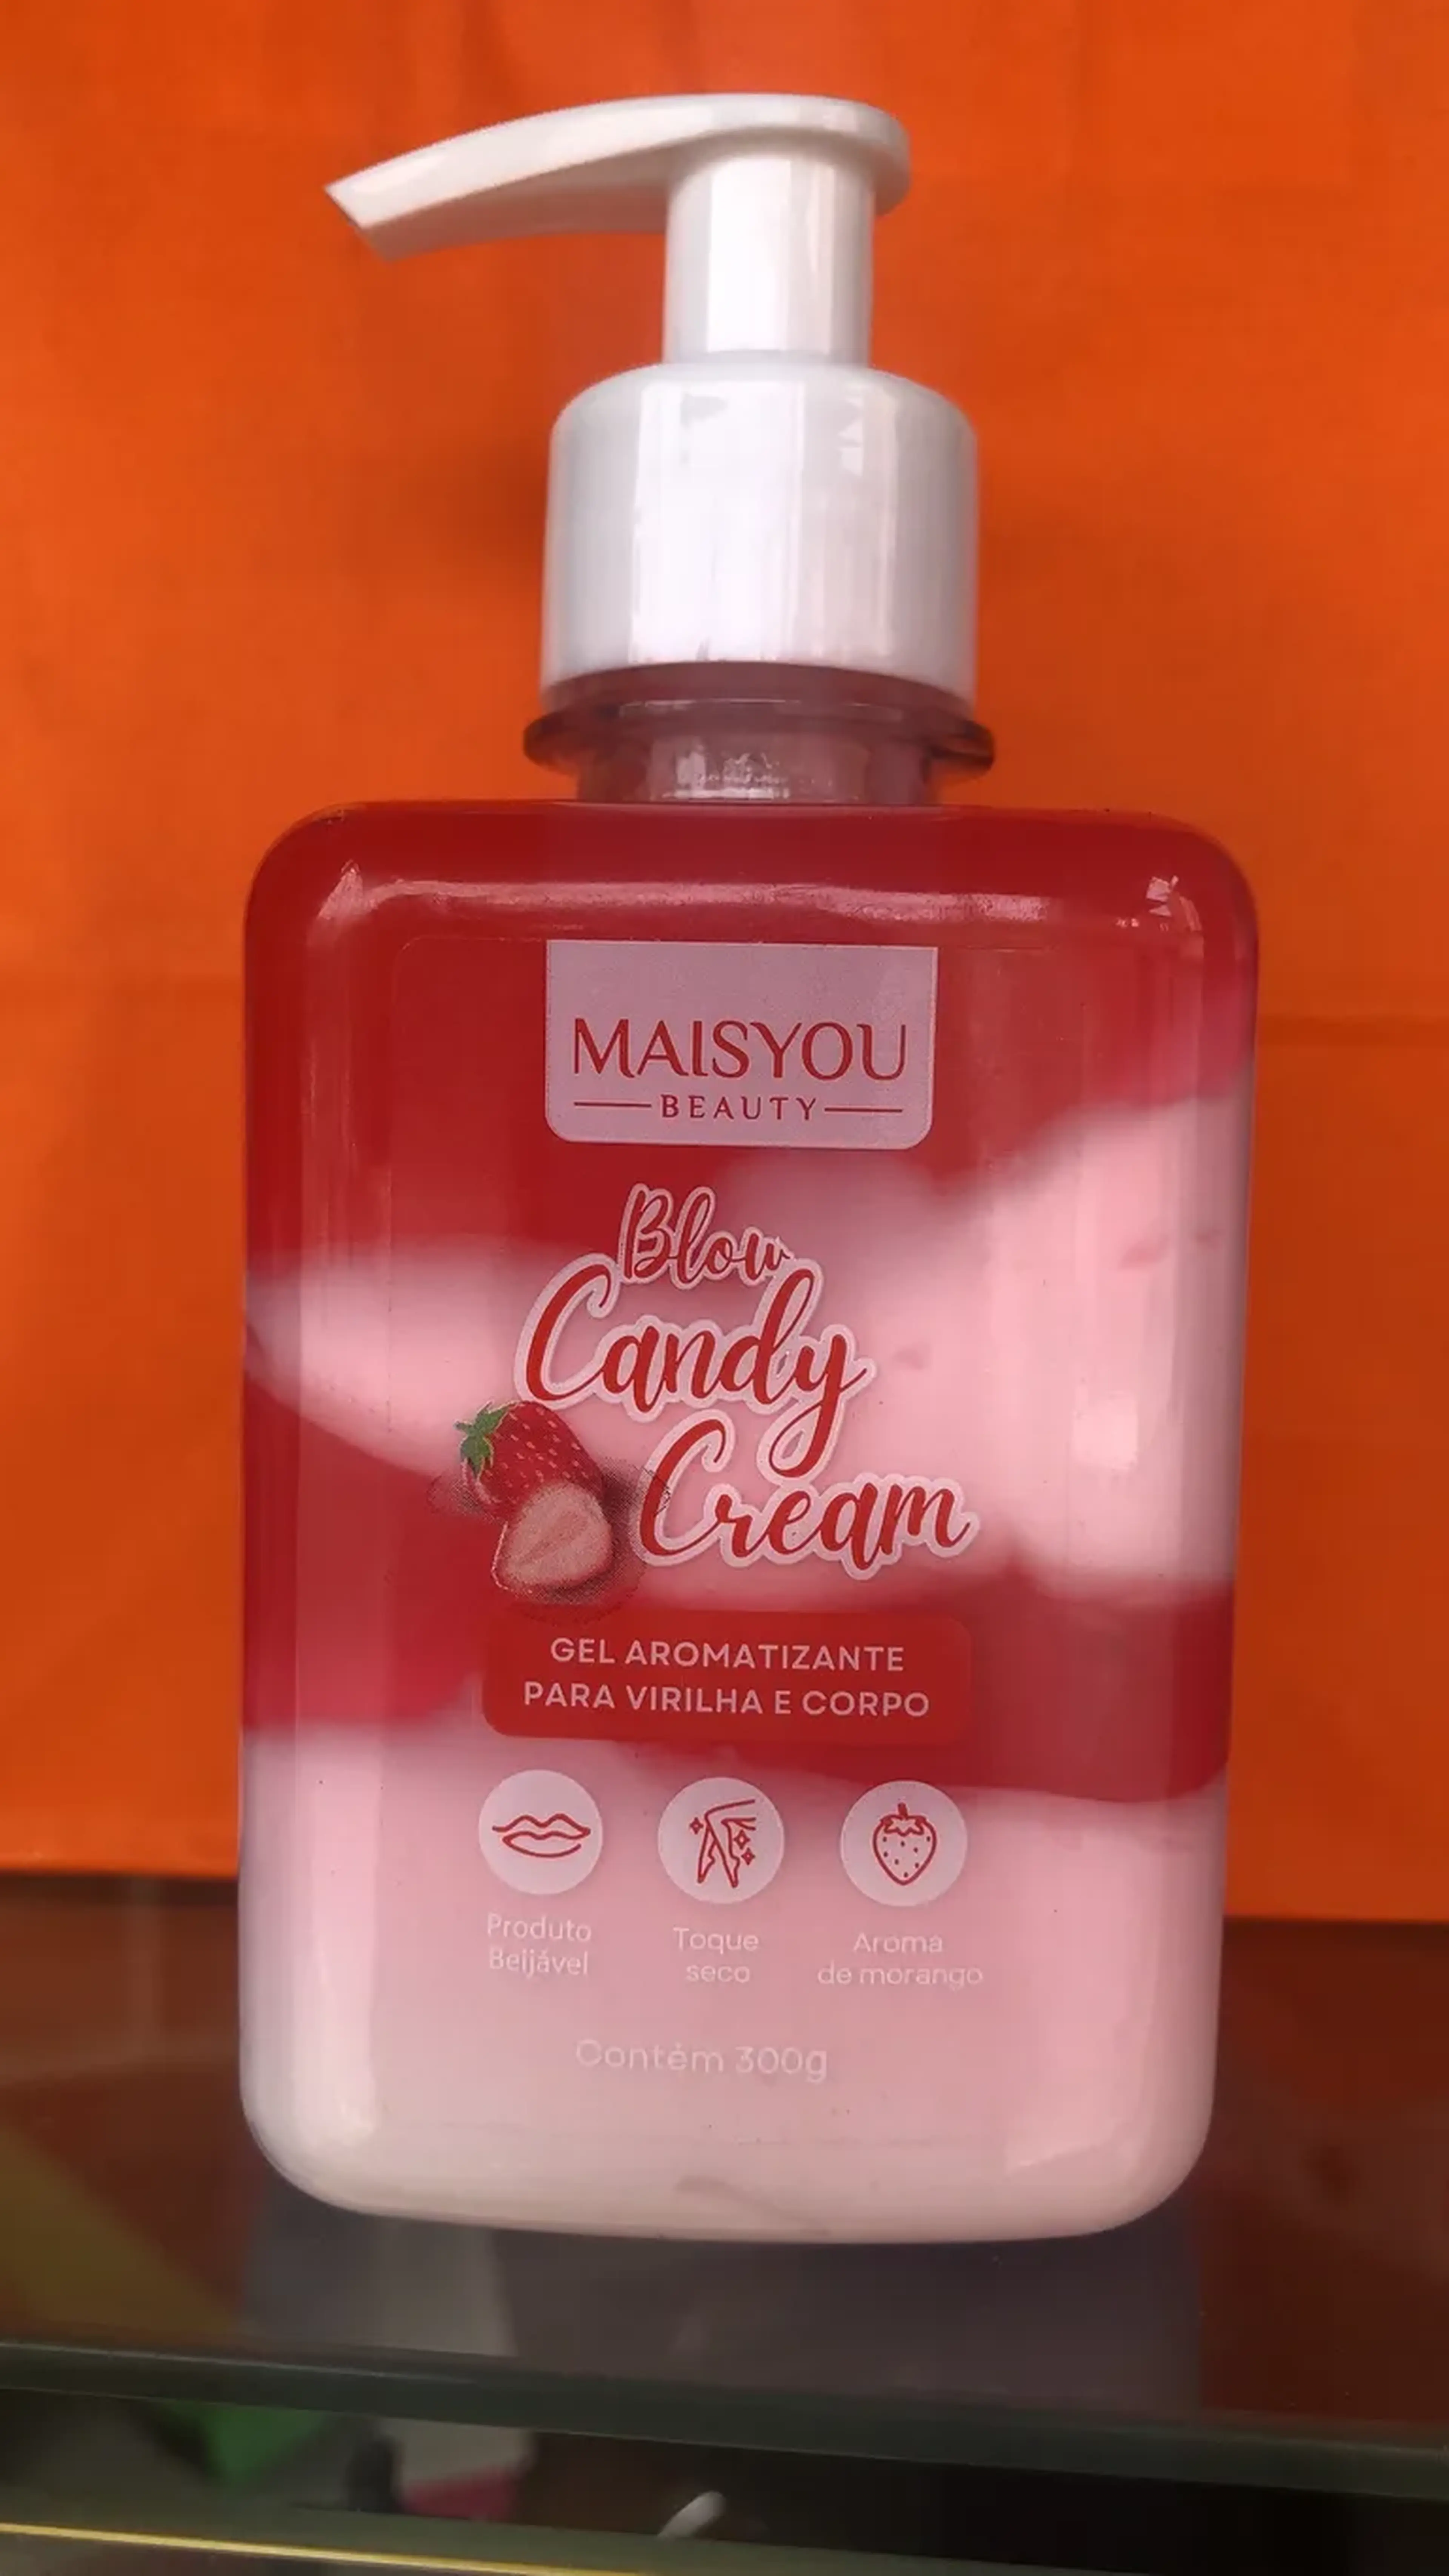 MAISYOU
BEAUTY
Blow
Candy
Cream
GEL AROMATIZANTE
PARA VIRILHA E CORPO
Produto
Beijável
Toque
seco
Aroma
de morango
Contém 300g